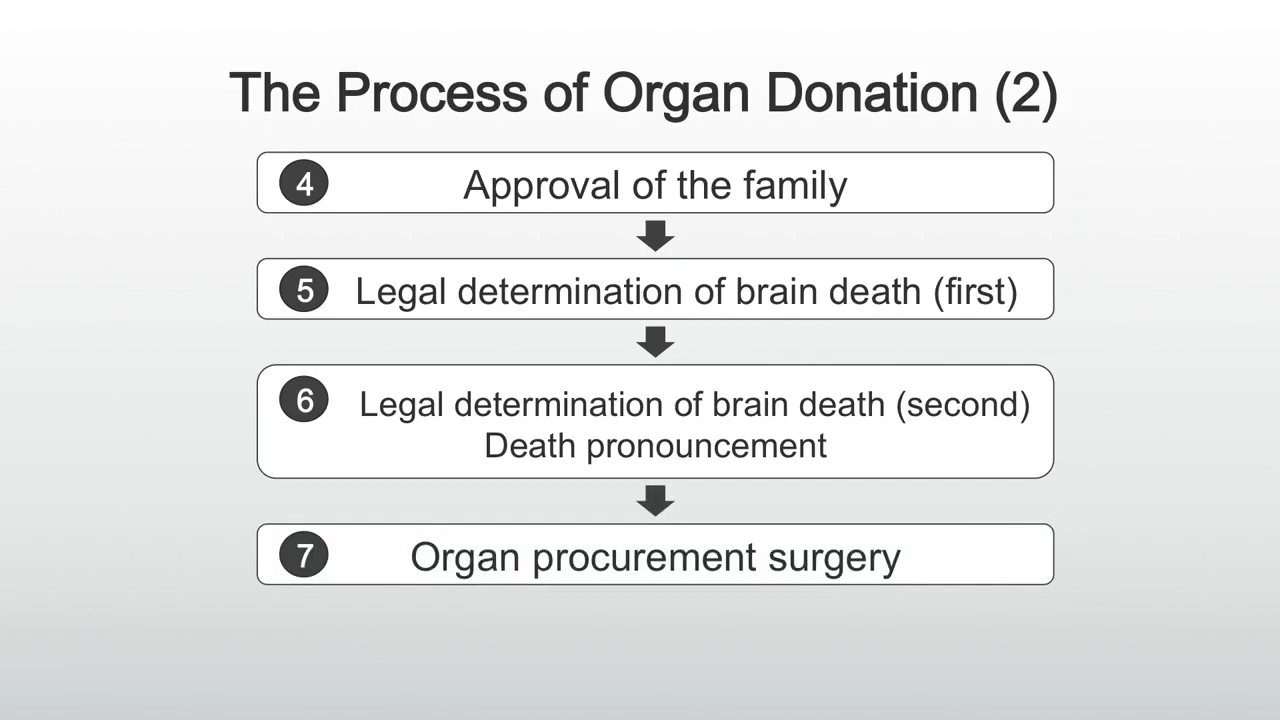 The Process of Organ Donation (2)
4 Approval of the family
5 Legal determination of brain death (first)
6 Legal determination of brain death (second)
Death pronouncement
7 Organ procurement surgery